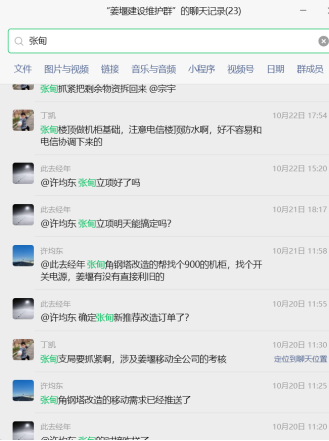 “姜堰建设维护群”的聊天记录(23)
张甸
文件 图片与视频 链接 音乐与音频 小程序 视频号 日期 群成员
张甸抓紧把剩余物资拆回来 @宗宇
丁凯 10月22日 17:54
张甸楼顶做机柜基础，注意电信楼顶防水啊，好不容易和
电信协调下来的
此去经年 10月22日 15:20
@许均东 张甸立项好了吗
此去经年 10月21日 18:17
@许均东 张甸立项明天能搞定吗?
许均东 10月21日 11:58
@此去经年 张甸角钢塔改造的帮找个900的机柜，找个开
关电源，姜堰有没有直接利旧的
此去经年 10月20日 11:55
@许均东 确定张甸新推荐改造订单了?
丁凯 10月20日 11:30
张甸支局要抓紧啊，涉及姜堰移动全公司的考核 定位到聊天位置
许均东 10月20日 11:25
张甸角钢塔改造的移动需求已经推送了
此去经年 10月20日 11:12
@许均东 张甸的